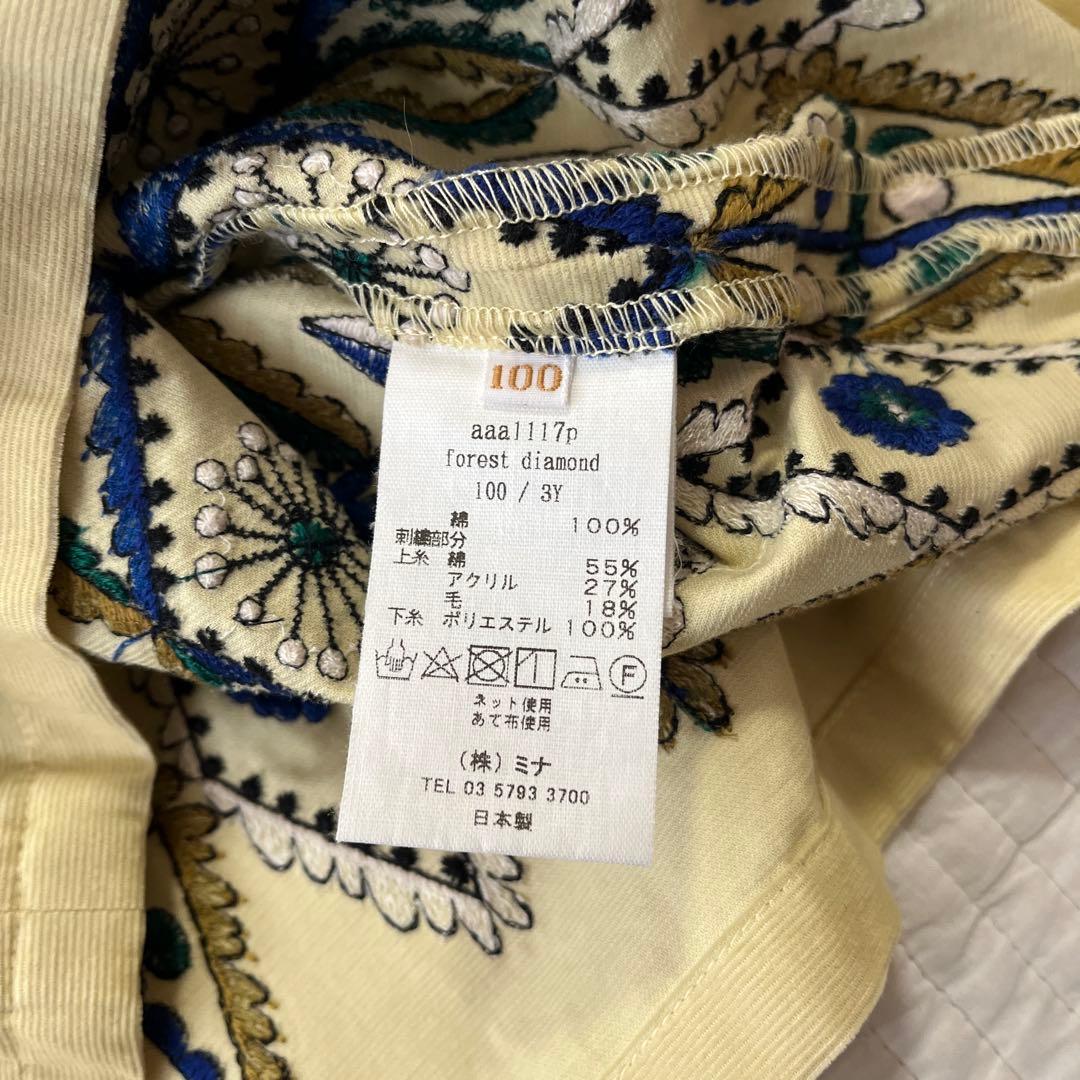 100
aaa1117p
forest diamond
100 / 3Y
綿 100%
刺繍部分
上糸 綿 55%
アクリル 27%
毛 18%
下糸 ポリエステル 100%
F
ネット使用
あて布使用
(株) ミナ
TEL 03 5793 3700
日本製